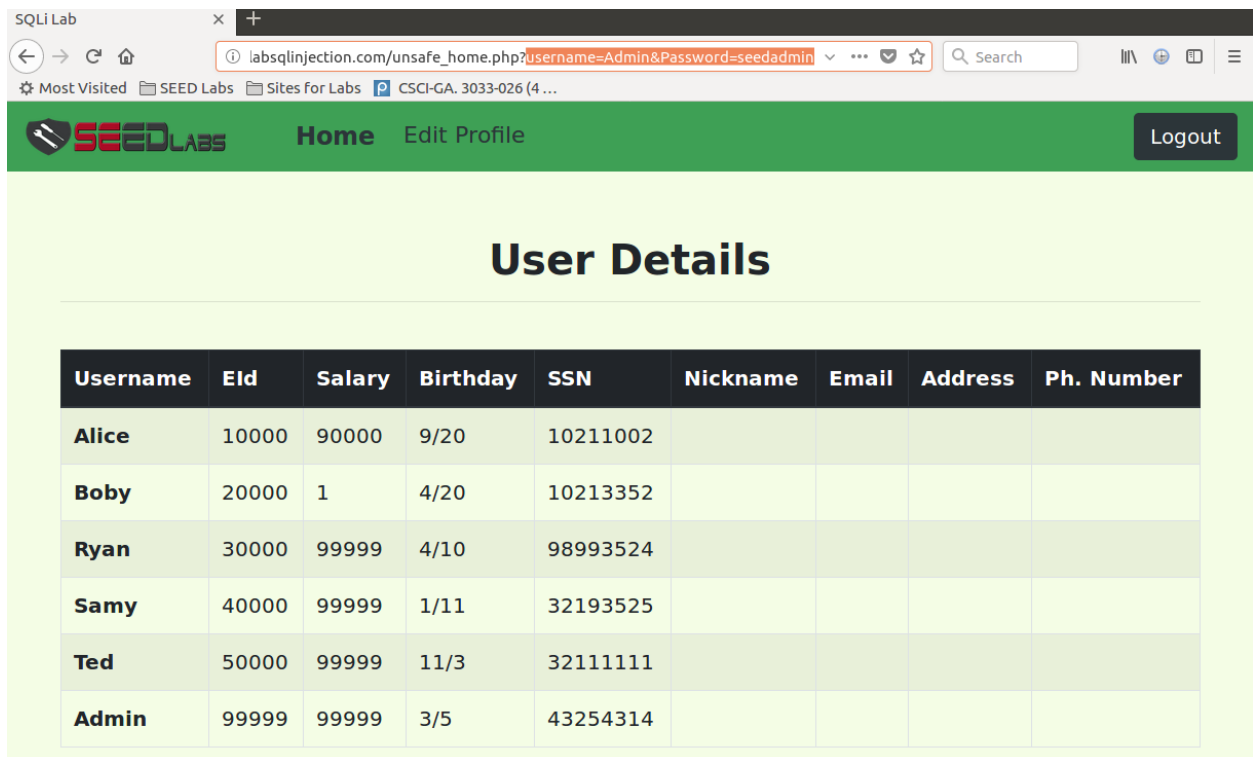 SQLi Lab
labsqlinjection.com/unsafe_home.php?username=Admin&Password=seedadmin Search
Most Visited SEED Labs Sites for Labs CSCI-GA. 3033-026 (4 ...
SEEDLABS Home Edit Profile Logout
User Details
Username EId Salary Birthday SSN Nickname Email Address Ph. Number
Alice 10000 90000 9/20 10211002
Boby 20000 1 4/20 10213352
Ryan 30000 99999 4/10 98993524
Samy 40000 99999 1/11 32193525
Ted 50000 99999 11/3 32111111
Admin 99999 99999 3/5 43254314